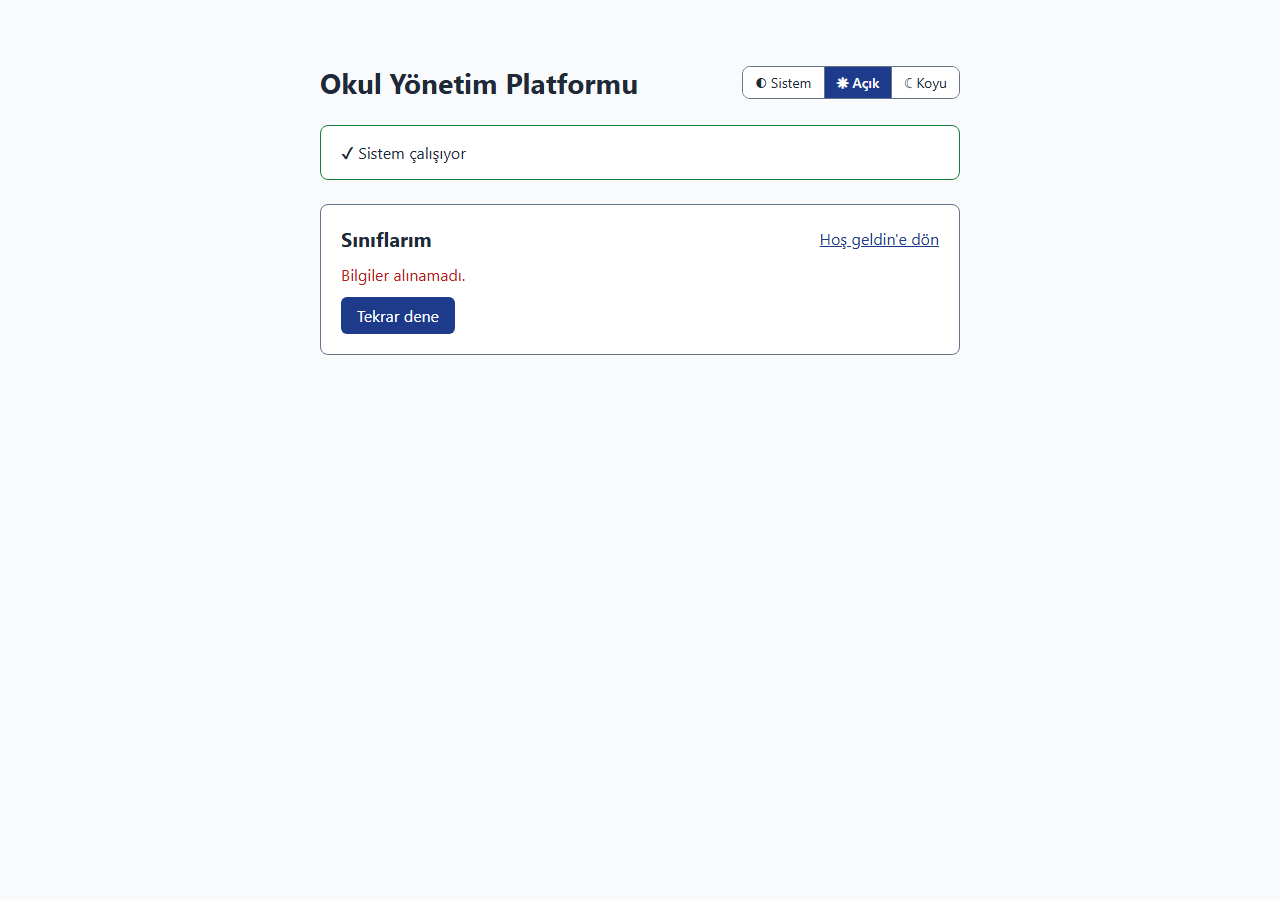 Okul Yönetim Platformu
◐ Sistem
❋ Açık
☾ Koyu
✓ Sistem çalışıyor
Sınıflarım
Hoş geldin'e dön
Bilgiler alınamadı.
Tekrar dene